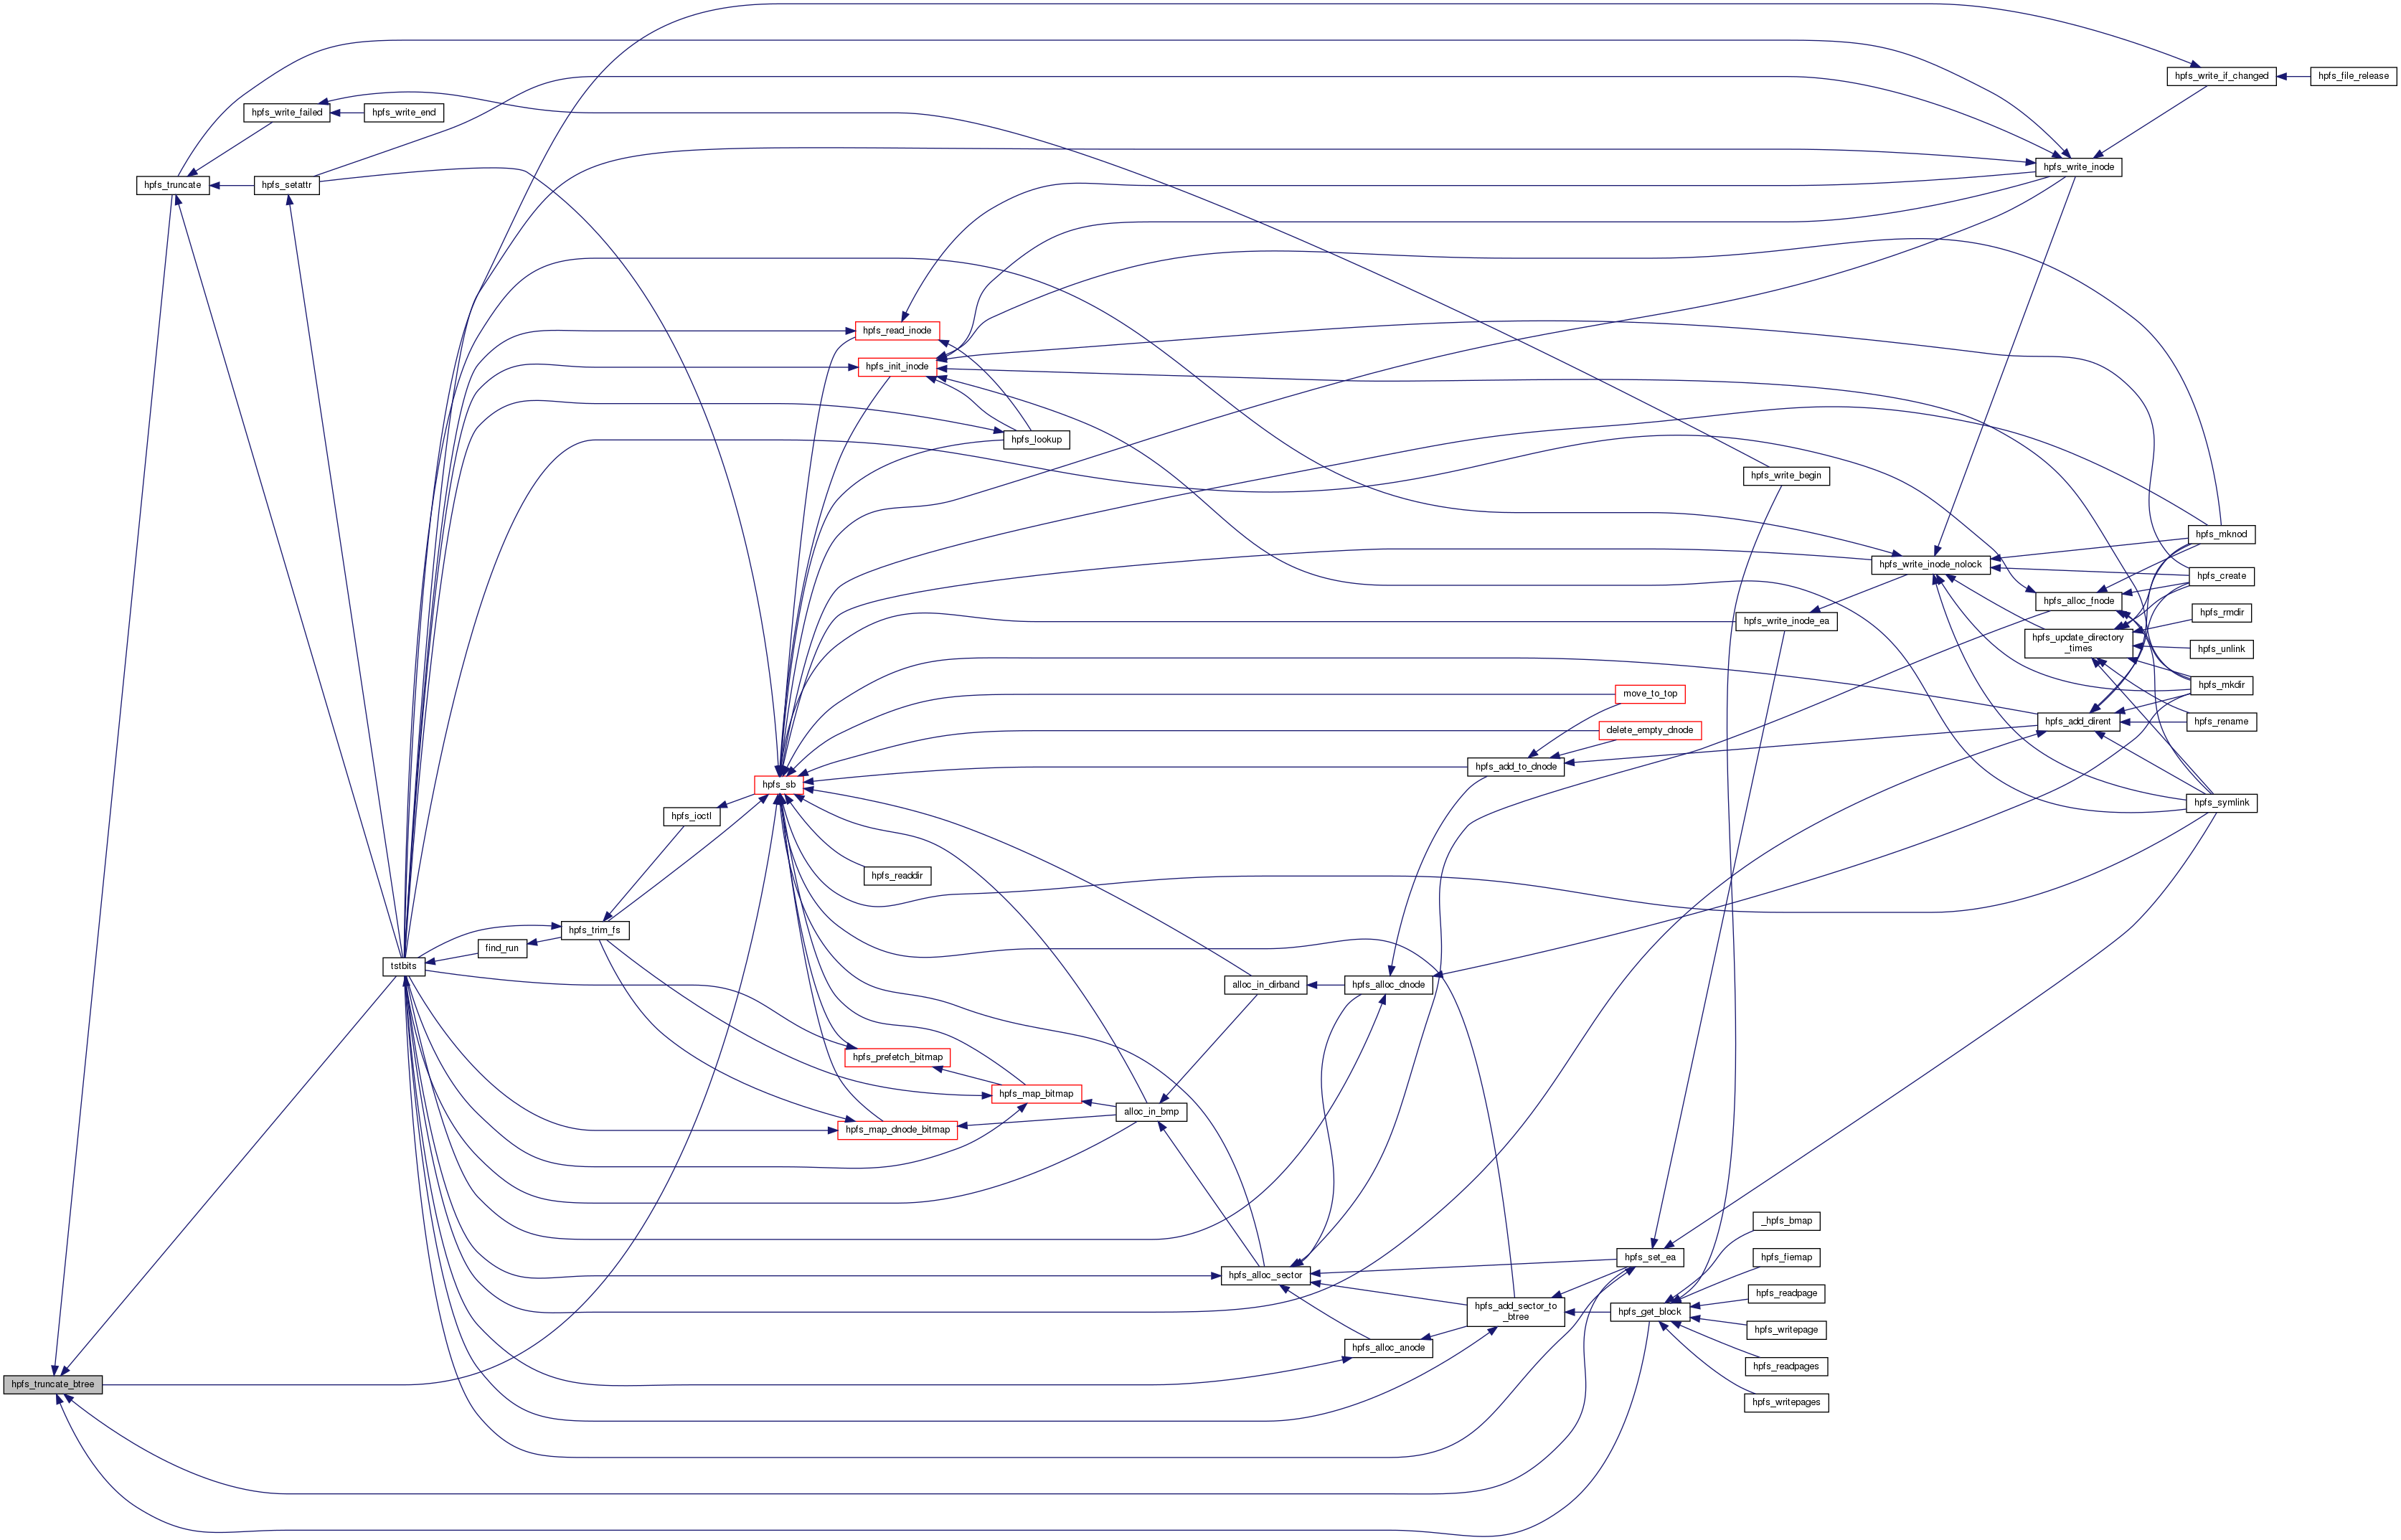 hpfs_write_if_changed
hpfs_file_release
hpfs_write_failed
hpfs_write_end
hpfs_write_inode
hpfs_truncate
hpfs_setattr
hpfs_read_inode
hpfs_init_inode
hpfs_lookup
hpfs_write_begin
hpfs_mknod
hpfs_write_inode_nolock
hpfs_create
hpfs_alloc_fnode
hpfs_rmdir
hpfs_write_inode_ea
hpfs_update_directory
_times
hpfs_unlink
hpfs_mkdir
move_to_top
hpfs_add_dirent
hpfs_rename
delete_empty_dnode
hpfs_add_to_dnode
hpfs_sb
hpfs_symlink
hpfs_ioctl
hpfs_readdir
hpfs_trim_fs
find_run
tstbits
alloc_in_dirband
hpfs_alloc_dnode
hpfs_prefetch_bitmap
hpfs_map_bitmap
alloc_in_bmp
hpfs_map_dnode_bitmap
_hpfs_bmap
hpfs_set_ea
hpfs_fiemap
hpfs_alloc_sector
hpfs_readpage
hpfs_add_sector_to
_btree
hpfs_get_block
hpfs_writepage
hpfs_alloc_anode
hpfs_readpages
hpfs_truncate_btree
hpfs_writepages